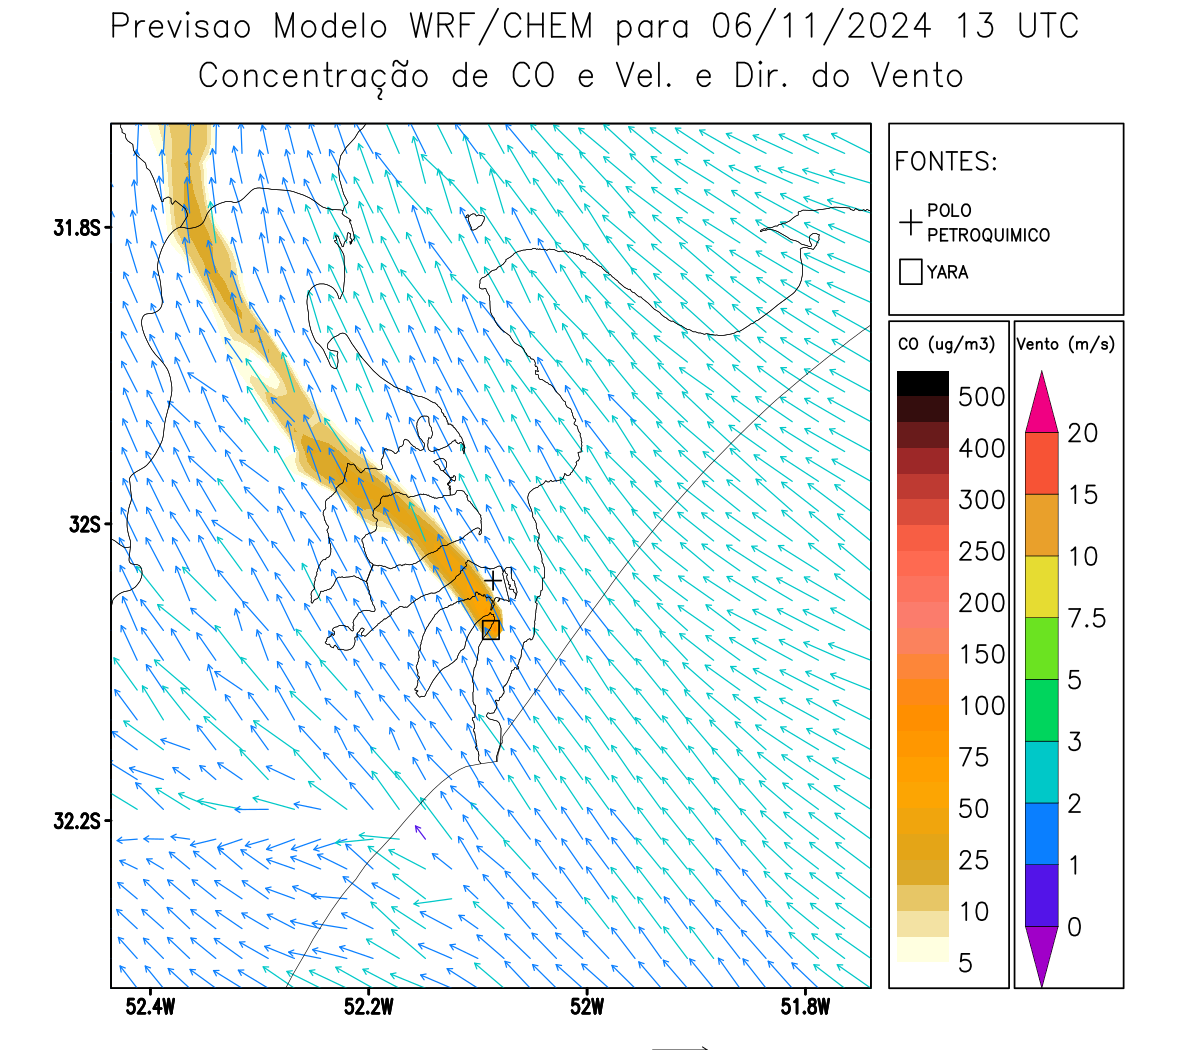 Previsao Modelo WRF/CHEM para 06/11/2024 13 UTC
Concentração de CO e Vel. e Dir. do Vento
FONTES:
POLO
PETROQUIMICO
YARA
CO (ug/m3)
500
400
300
250
200
150
100
75
50
25
10
5
Vento (m/s)
20
15
10
7.5
5
3
2
1
0
31.8S
32S
32.2S
52.4W 52.2W 52W 51.8W